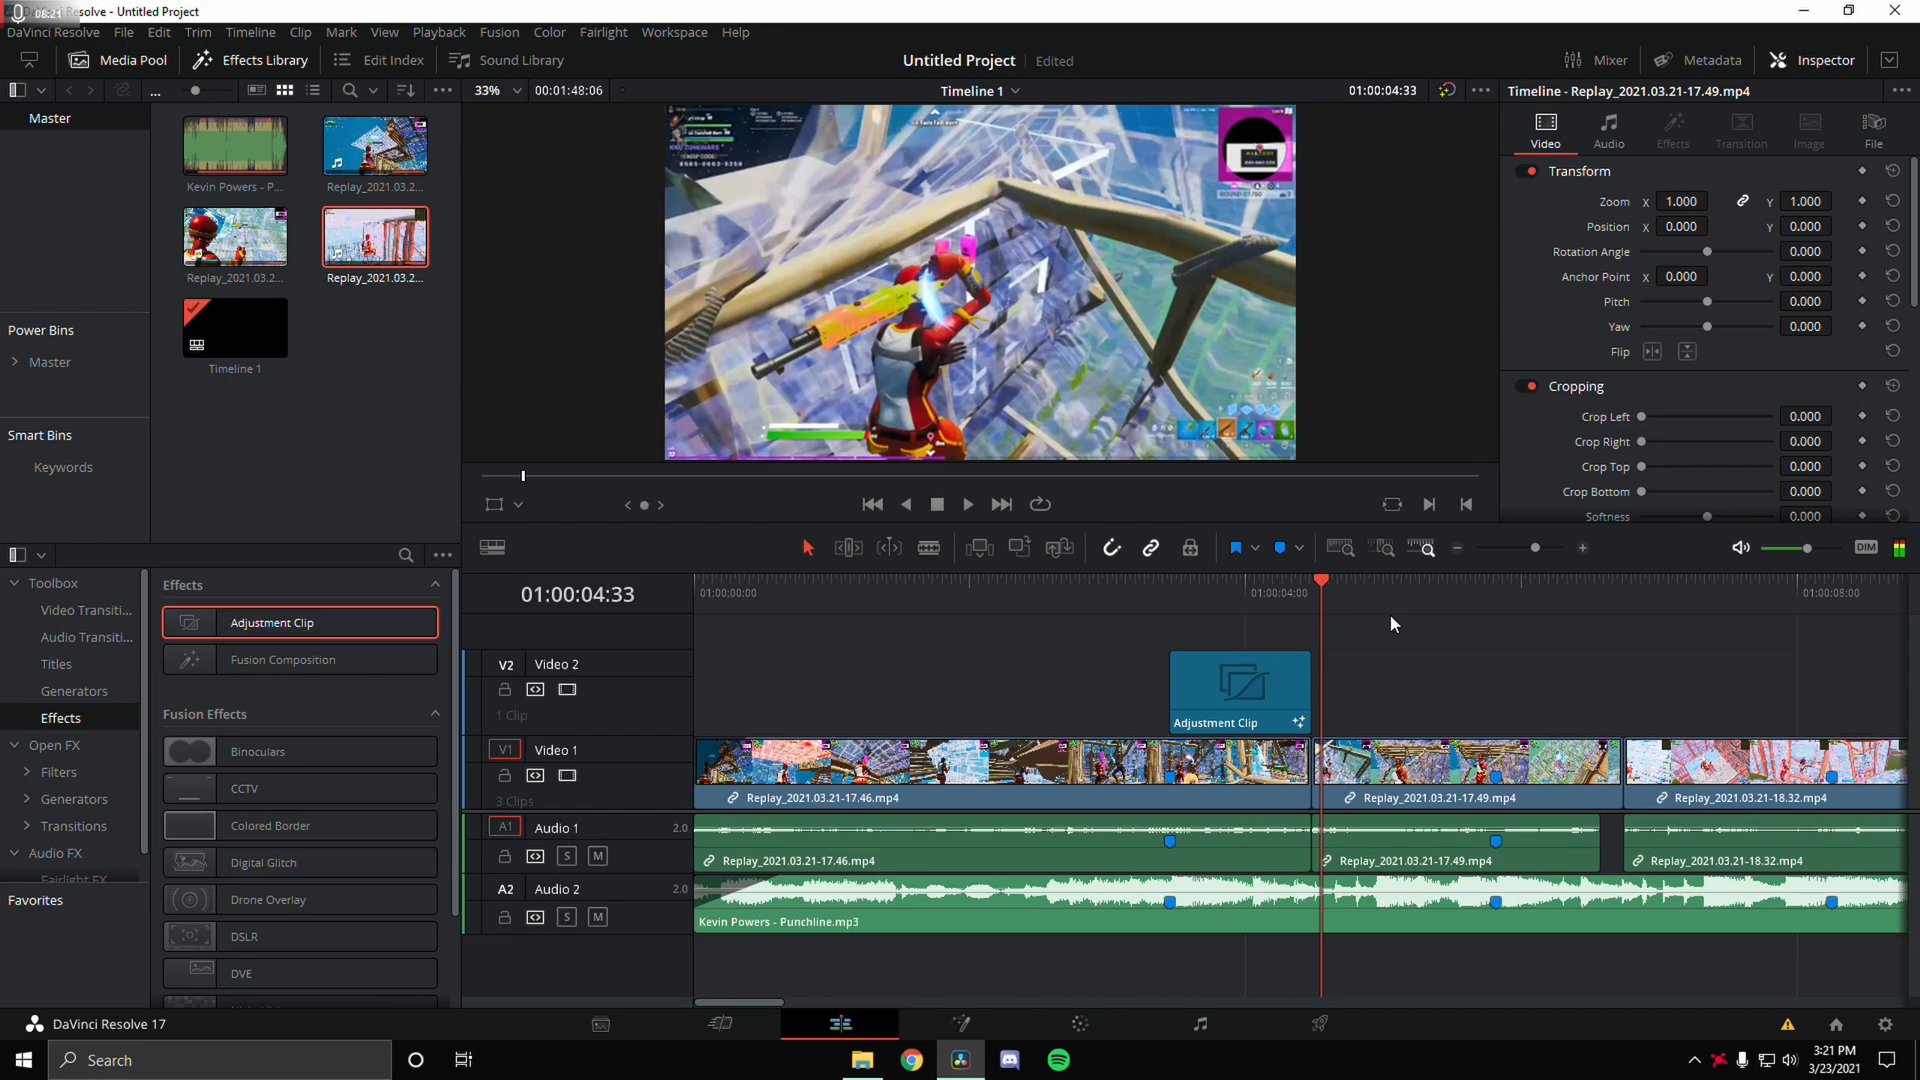 08:21
Resolve - Untitled Project
DaVinci Resolve File Edit Trim Timeline Clip Mark View Playback Fusion Color Fairlight Workspace Help
Media Pool Effects Library Edit Index Sound Library Untitled Project Edited Mixer Metadata Inspector
... 33% 00:01:48:06 Timeline 1 01:00:04:33 Timeline - Replay_2021.03.21-17.49.mp4
Master
Kevin Powers - P... Replay_2021.03.2...
Replay_2021.03.2... Replay_2021.03.2...
Timeline 1
Power Bins
Master
Smart Bins
Keywords
Video Audio Effects Transition Image File
Transform
Zoom X 1.000 Y 1.000
Position X 0.000 Y 0.000
Rotation Angle 0.000
Anchor Point X 0.000 Y 0.000
Pitch 0.000
Yaw 0.000
Flip
Cropping
Crop Left 0.000
Crop Right 0.000
Crop Top 0.000
Crop Bottom 0.000
Softness 0.000
Toolbox
Video Transiti...
Audio Transiti...
Titles
Generators
Effects
Open FX
Filters
Generators
Transitions
Audio FX
Fairlight FX
Favorites
Effects
Adjustment Clip
Fusion Composition
Fusion Effects
Binoculars
CCTV
Colored Border
Digital Glitch
Drone Overlay
DSLR
DVE
DIM
01:00:04:33 01:00:00:00 01:00:04:00 01:00:08:00
V2 Video 2
1 Clip
Adjustment Clip
V1 Video 1
3 Clips
Replay_2021.03.21-17.46.mp4 Replay_2021.03.21-17.49.mp4 Replay_2021.03.21-18.32.mp4
A1 Audio 1 2.0
S M
Replay_2021.03.21-17.46.mp4 Replay_2021.03.21-17.49.mp4 Replay_2021.03.21-18.32.mp4
A2 Audio 2 2.0
S M
Kevin Powers - Punchline.mp3
DaVinci Resolve 17
Search
3:21 PM
3/23/2021